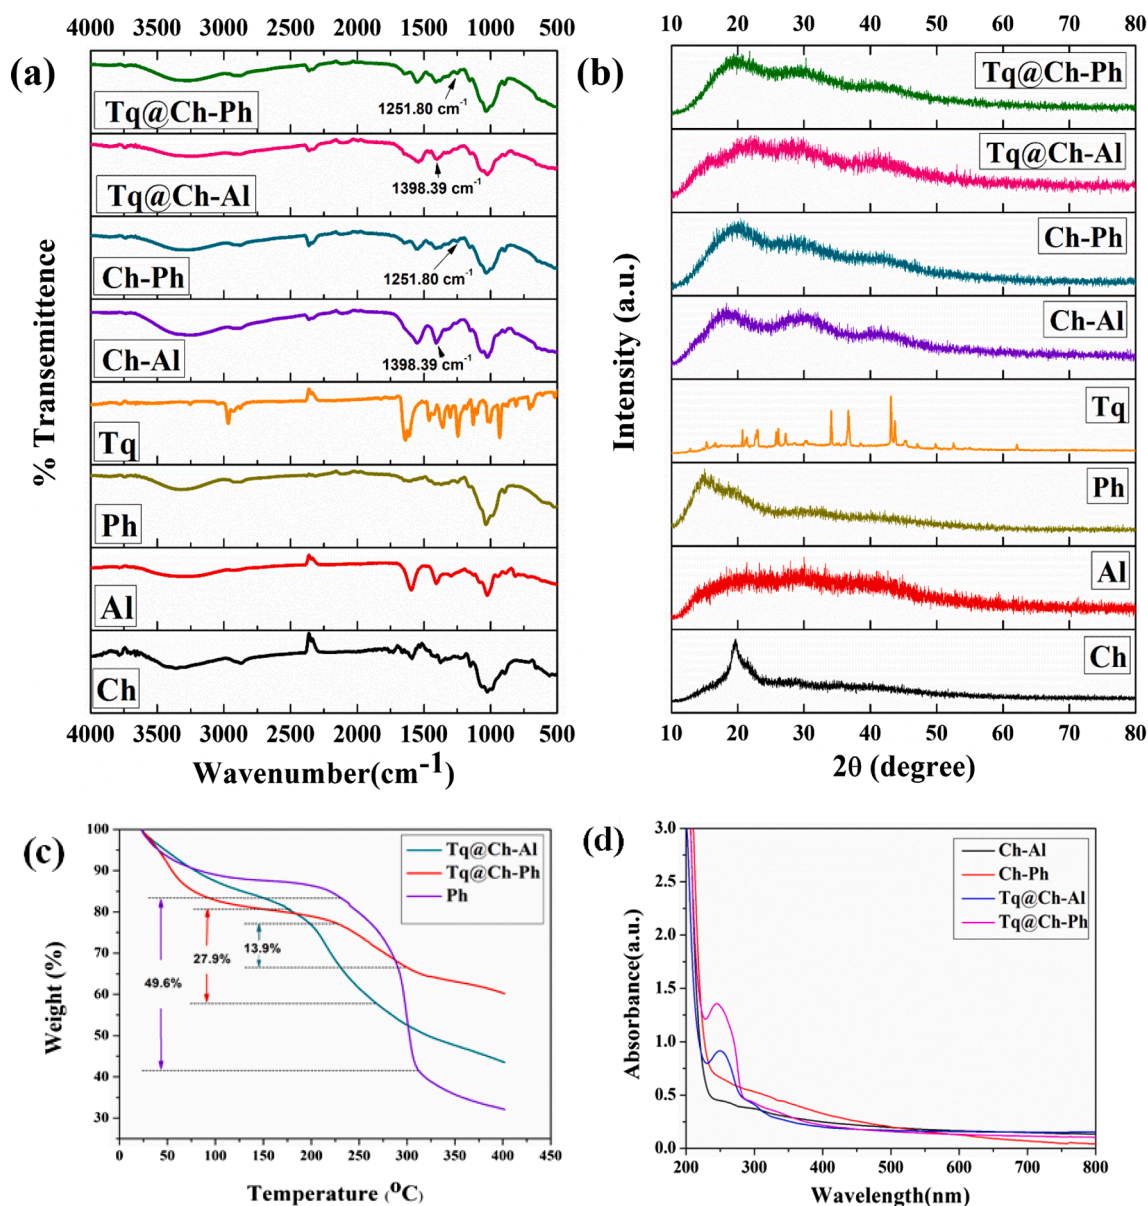 4000 3500 3000 2500 2000 1500 1000 500
(a)
Tq@Ch-Ph
1251.80 cm-1
Tq@Ch-Al
1398.39 cm-1
Ch-Ph
1251.80 cm-1
Ch-Al
1398.39 cm-1
Tq
Ph
Al
Ch
% Transmittence
4000 3500 3000 2500 2000 1500 1000 500
Wavenumber(cm-1)
10 20 30 40 50 60 70 80
(b)
Tq@Ch-Ph
Tq@Ch-Al
Ch-Ph
Ch-Al
Tq
Ph
Al
Ch
Intensity (a.u.)
10 20 30 40 50 60 70 80
2θ (degree)
(c)
100
90
80
70
60
50
40
30
Weight (%)
Tq@Ch-Al
Tq@Ch-Ph
Ph
13.9%
27.9%
49.6%
0 50 100 150 200 250 300 350 400 450
Temperature (oC)
(d)
3.0
2.5
2.0
1.5
1.0
0.5
0.0
Absorbance(a.u.)
Ch-Al
Ch-Ph
Tq@Ch-Al
Tq@Ch-Ph
200 300 400 500 600 700 800
Wavelength(nm)